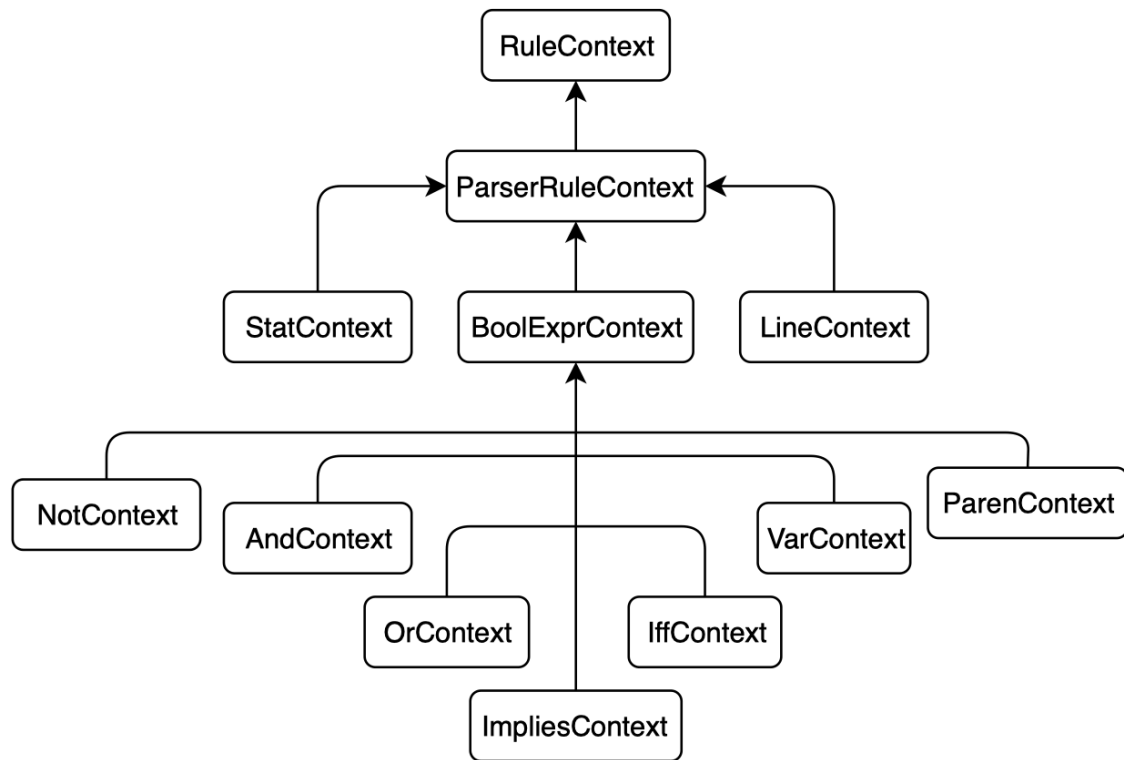 RuleContext
ParserRuleContext
StatContext
BoolExprContext
LineContext
NotContext
AndContext
VarContext
ParenContext
OrContext
IffContext
ImpliesContext